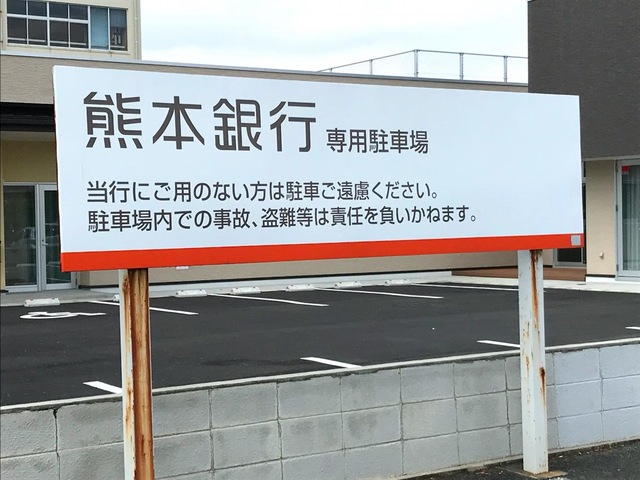 熊本銀行 専用駐車場
当行にご用のない方は駐車ご遠慮ください。
駐車場内での事故、盗難等は責任を負いかねます。